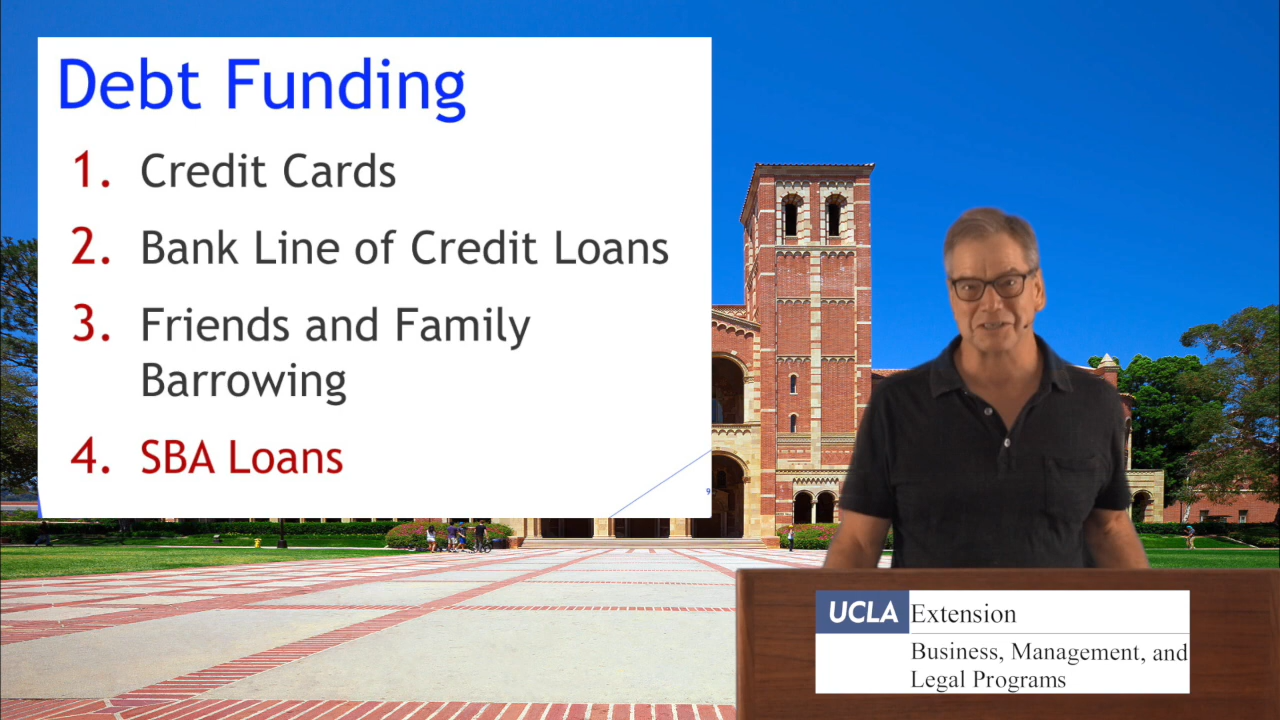 Debt Funding
1. Credit Cards
2. Bank Line of Credit Loans
3. Friends and Family
Barrowing
4. SBA Loans
9
UCLA Extension
Business, Management, and
Legal Programs